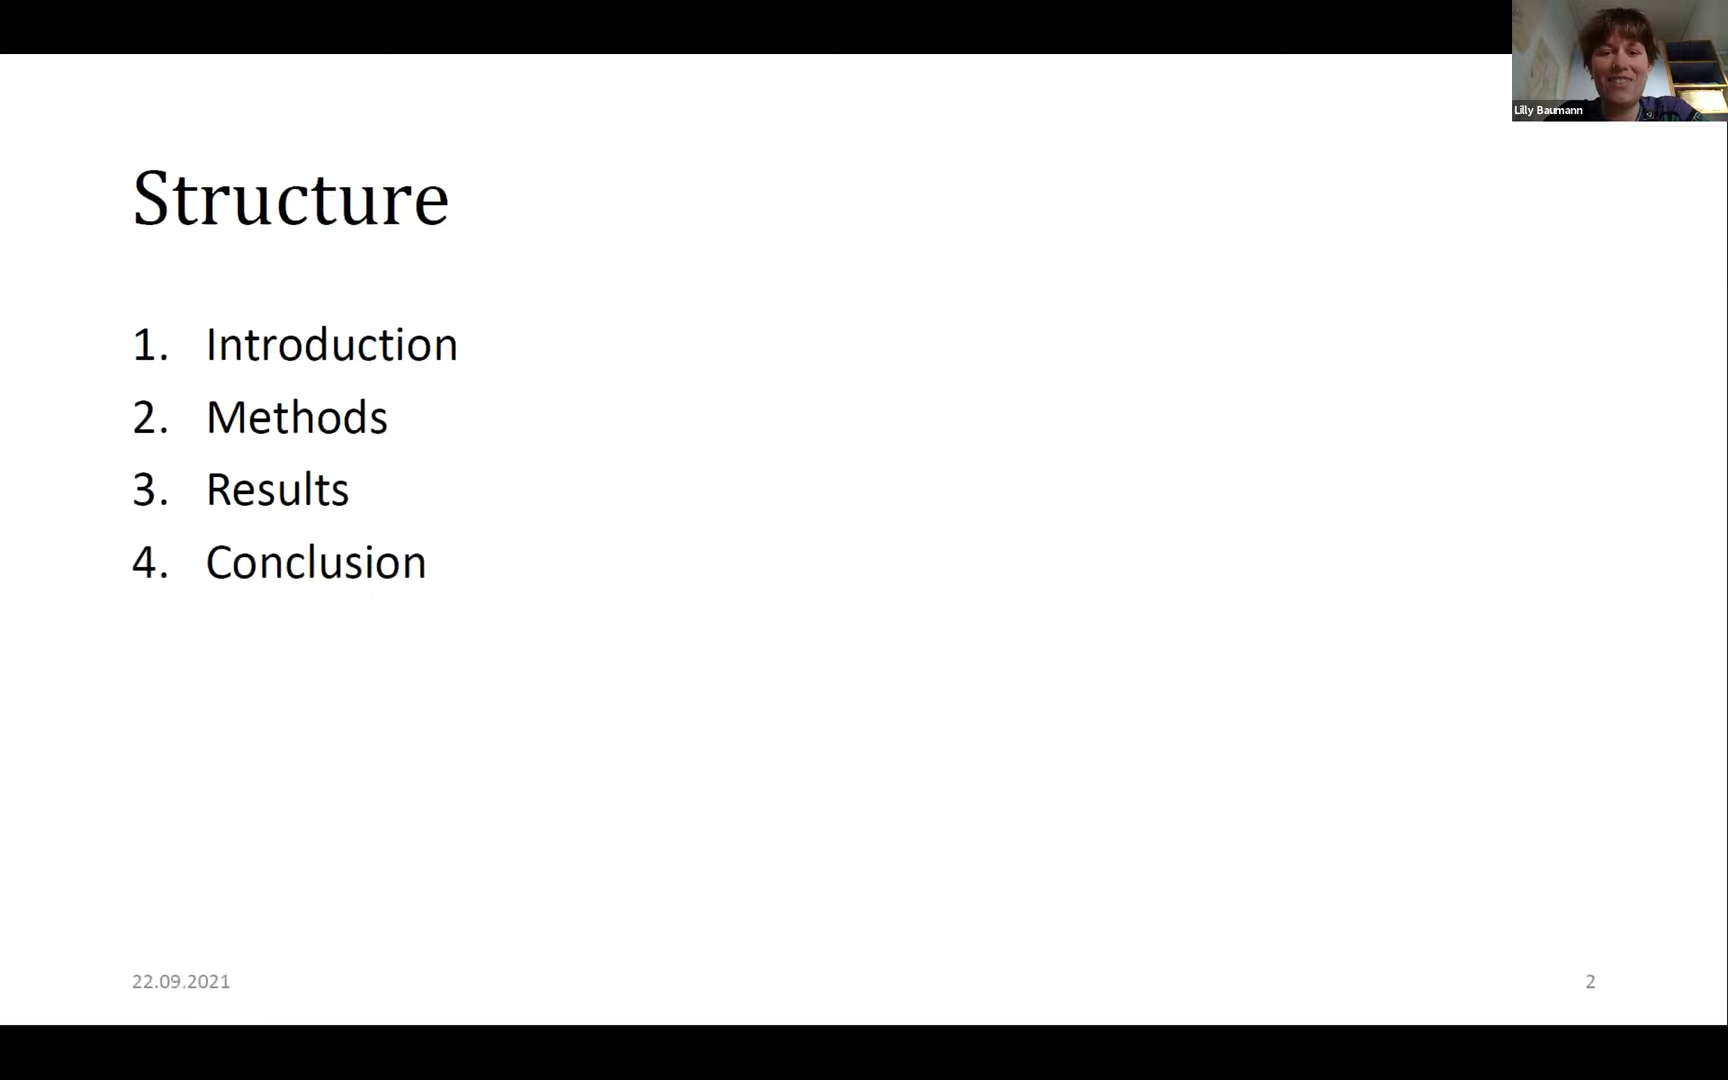 Lilly Baumann
Structure
1. Introduction
2. Methods
3. Results
4. Conclusion
22.09.2021
2